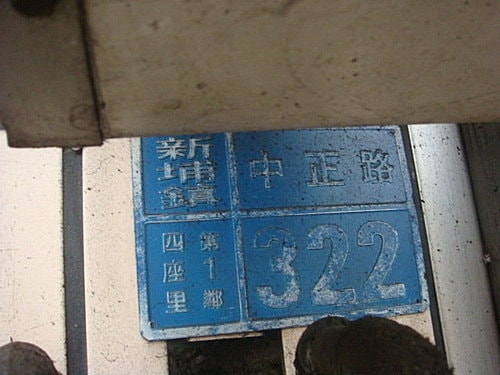 新埔鎮
中正路
四座里
第1鄰
322